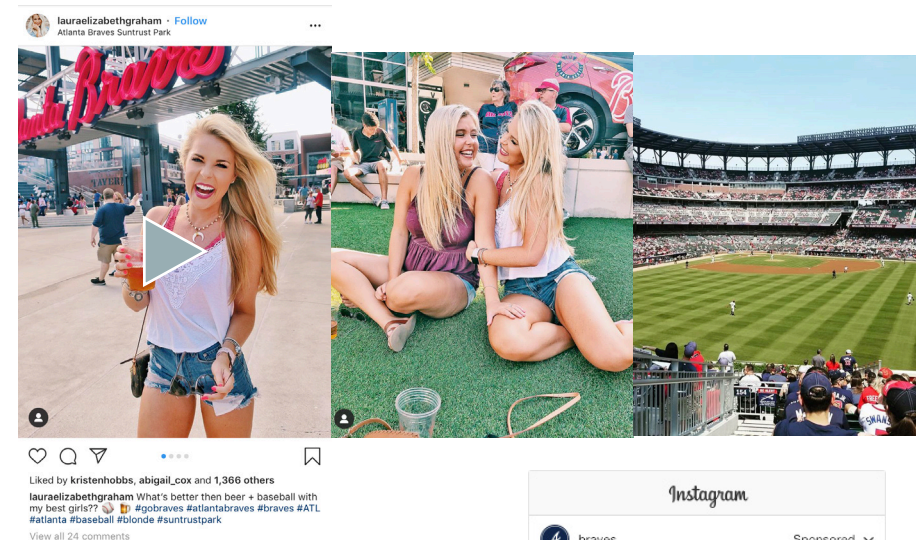 lauraelizabethgraham · Follow
Atlanta Braves Suntrust Park
Braves
TAVERN
Liked by kristenhobbs, abigail_cox and 1,366 others
lauraelizabethgraham What's better then beer + baseball with
my best girls?? ⚾ 🍺 #gobraves #atlantabraves #braves #ATL
#atlanta #baseball #blonde #suntrustpark
View all 24 comments
154
Instagram
braves Sponsored